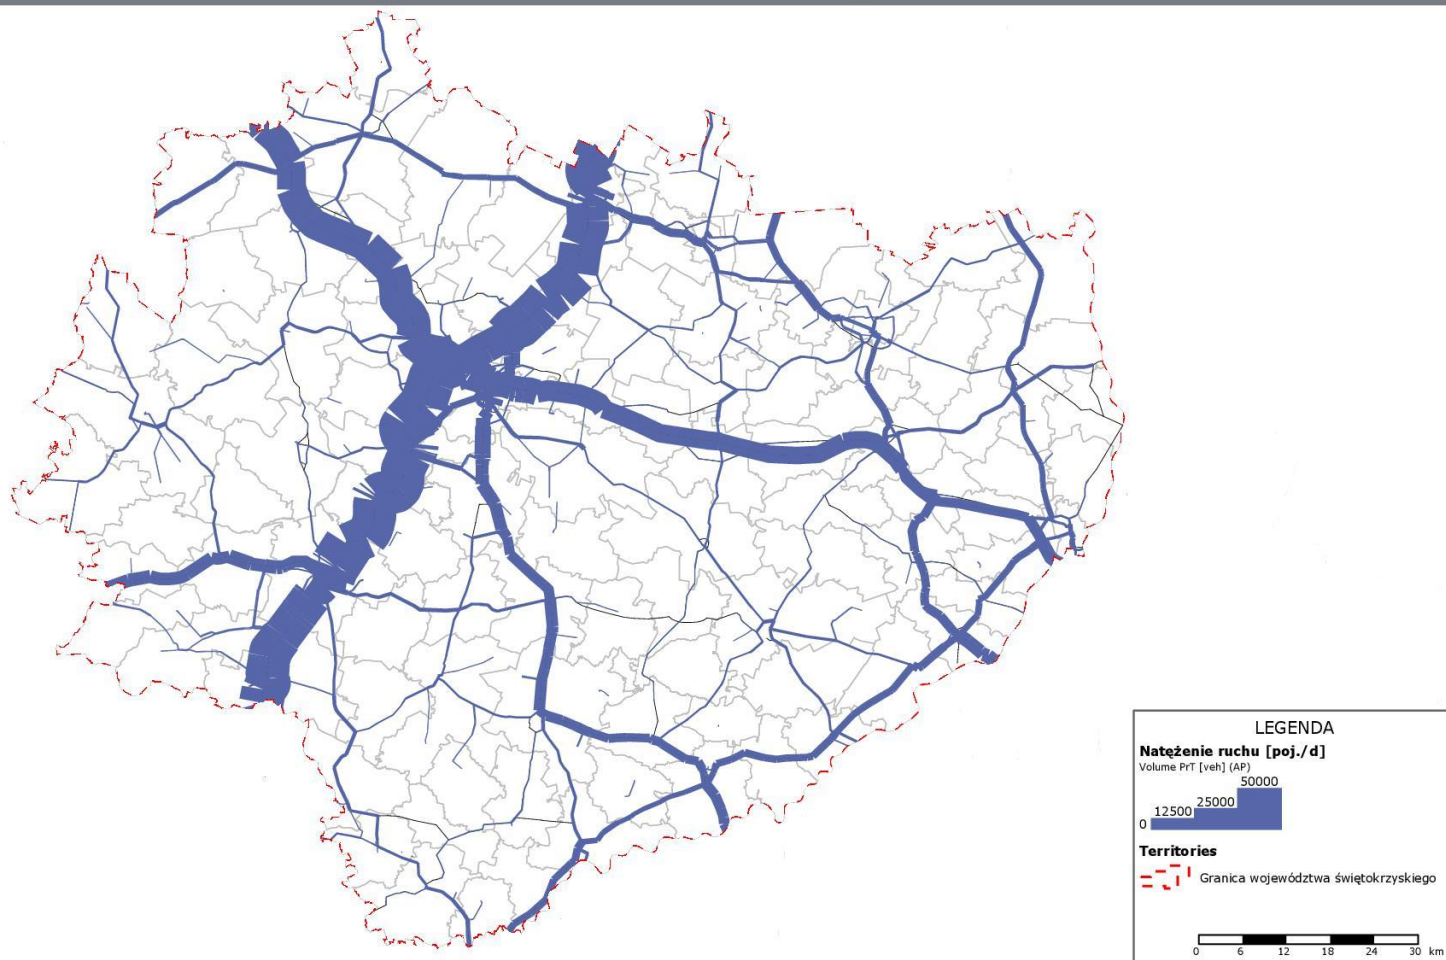 LEGENDA
Natężenie ruchu [poj./d]
Volume PrT [veh] (AP)
50000
25000
12500
0
Territories
Granica województwa świętokrzyskiego
0 6 12 18 24 30 km